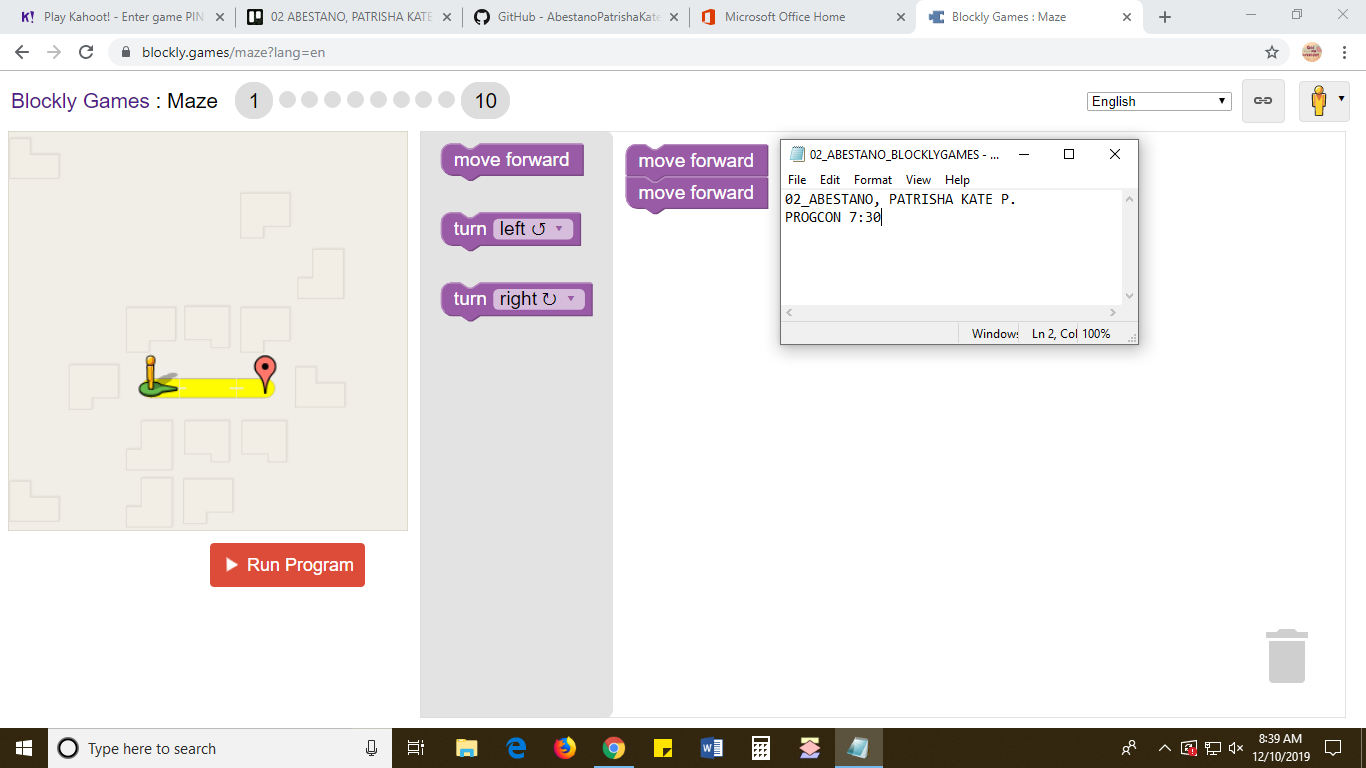 Play Kahoot! - Enter game PIN
02 ABESTANO, PATRISHA KATE
GitHub - AbestanoPatrishaKate
Microsoft Office Home
Blockly Games : Maze
blockly.games/maze?lang=en
Blockly Games : Maze
1
10
English
move forward
turn left ↺
turn right ↻
move forward
move forward
02_ABESTANO_BLOCKLYGAMES - ...
File Edit Format View Help
02_ABESTANO, PATRISHA KATE P.
PROGCON 7:30
Windows
Ln 2, Col
100%
Run Program
Type here to search
8:39 AM
12/10/2019